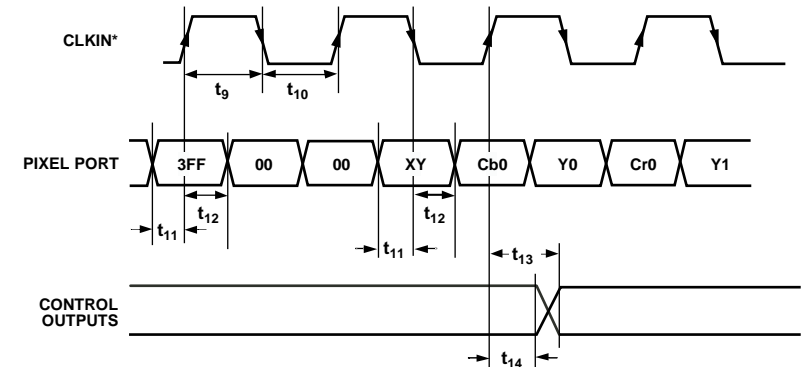 CLKIN*
t9 t10
PIXEL PORT 3FF 00 00 XY Cb0 Y0 Cr0 Y1
t12 t12
t11 t11
t13
CONTROL
OUTPUTS
t14